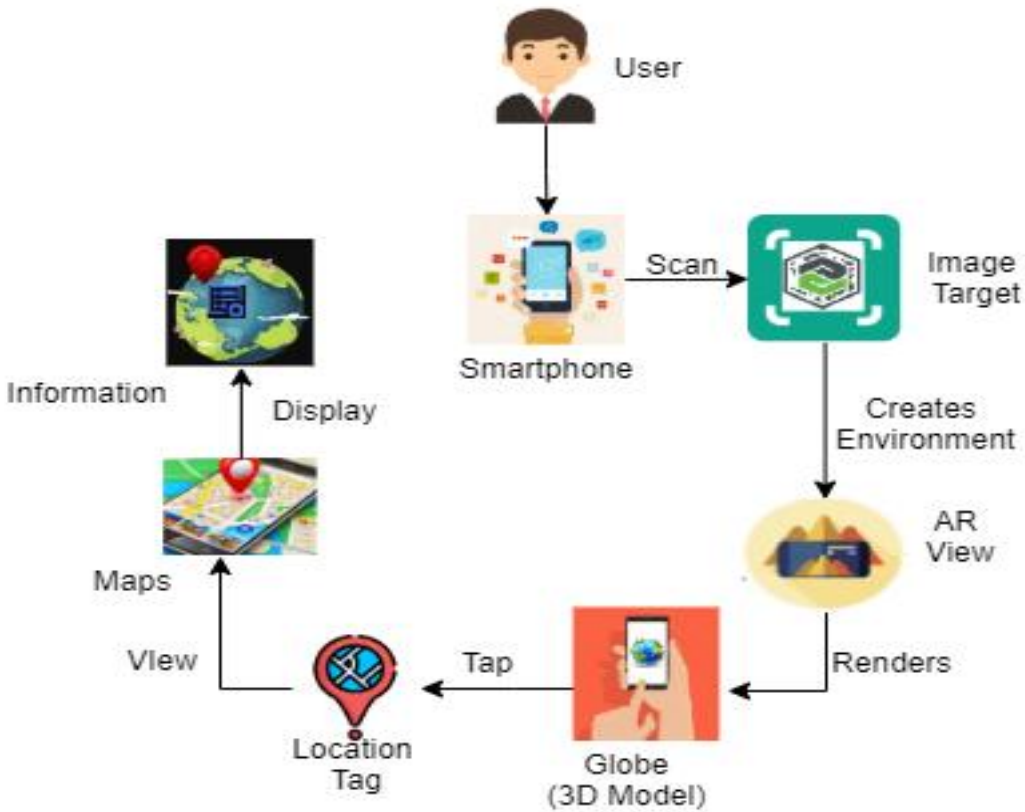 User
Scan
Image
Target
Smartphone
Creates
Environment
AR
View
Renders
Globe
(3D Model)
Tap
Location
Tag
VIew
Maps
Display
Information